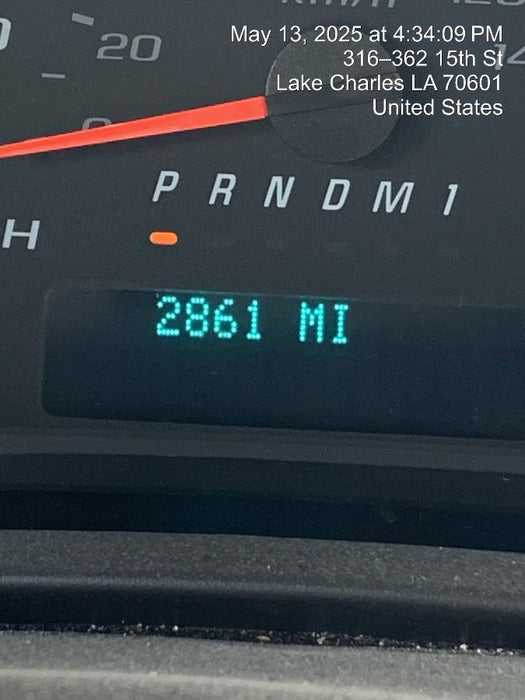 May 13, 2025 at 4:34:09 PM
316–362 15th St
Lake Charles LA 70601
United States
20
0
P R N D M 1
H
2861 MI